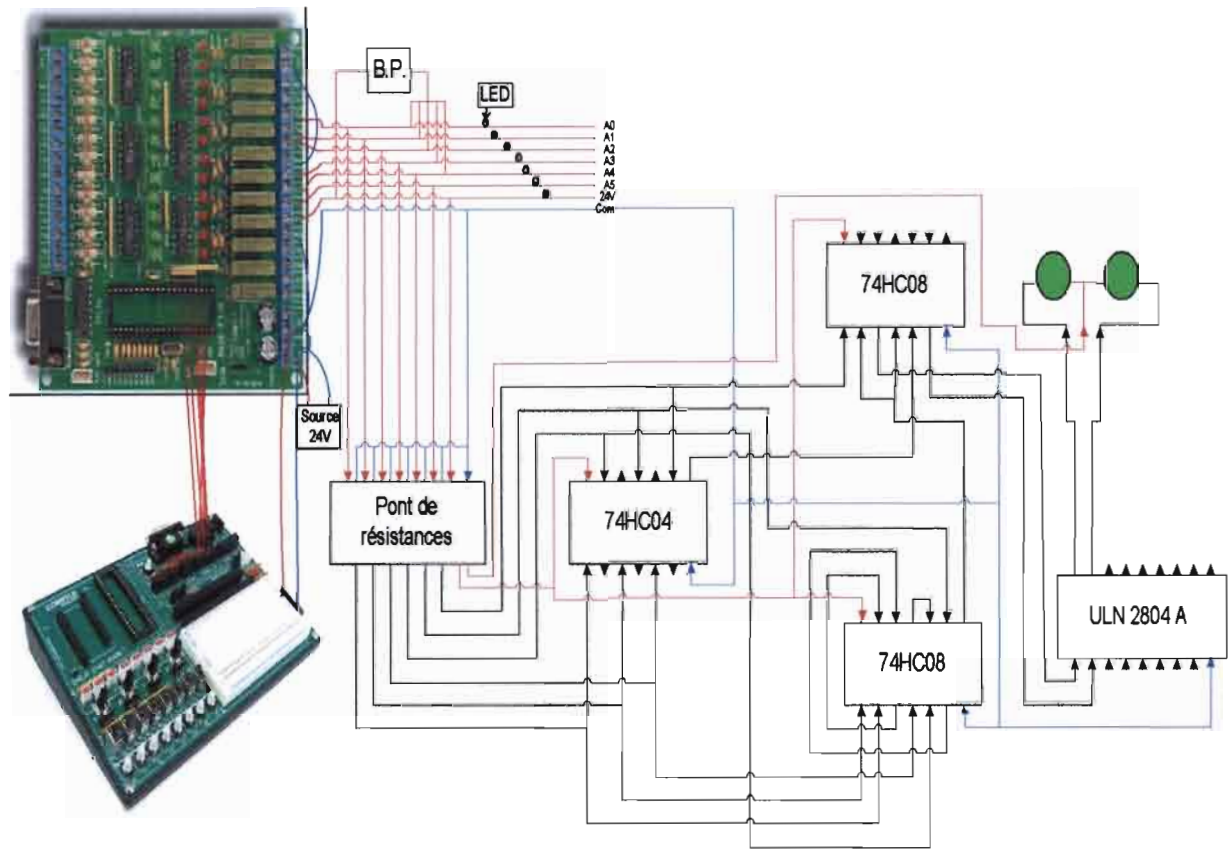 B.P.
LED
A0
A1
A2
A3
A4
A5
24V
Com
Source
24V
Pont de
résistances
74HC04
74HC08
74HC08
ULN 2804 A